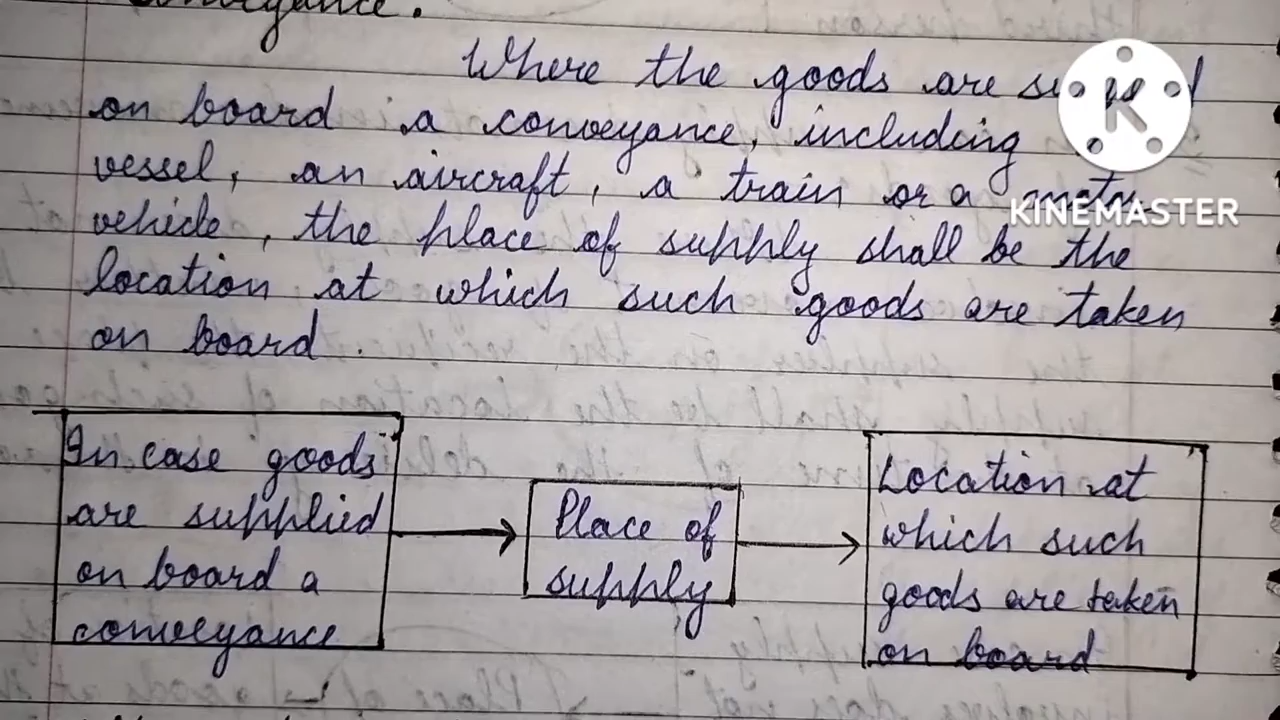 conveyance.
Where the goods are
on board a conveyance, including
vessel, an aircraft, a train or a motor
vehicle, the place of supply shall be the
location at which such goods are taken
on board.
KINEMASTER
In case goods
are supplied
on board a
conveyance
Place of
supply
Location at
which such
goods are taken
on board